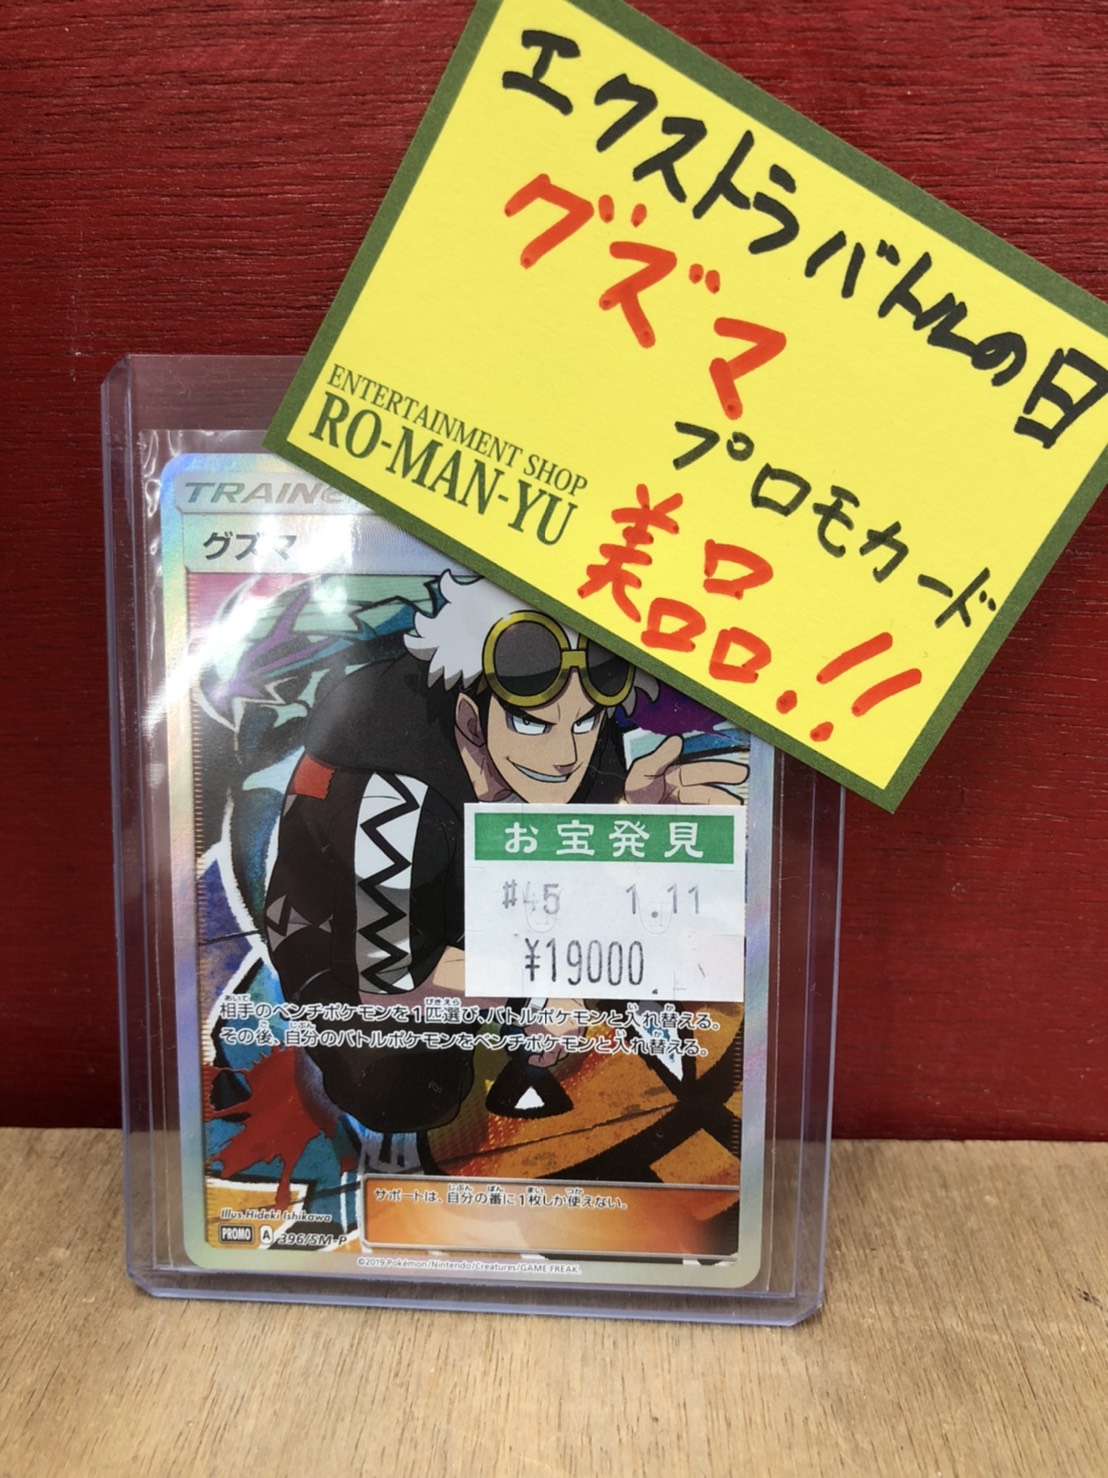 エクストラバトルの日
グズマ
プロモカード
美品!!
ENTERTAINMENT SHOP
RO-MAN-YU
TRAINE
グズマ
お宝発見
#45 1.11
¥19000
相手のベンチポケモンを1匹選び、バトルポケモンと入れ替える。
その後、自分のバトルポケモンをベンチポケモンと入れ替える。
サポートは、自分の番に1枚しか使えない。
Illus. Hideki Ishikawa
PROMO A 396/SM-P
©2019 Pokémon/Nintendo/Creatures/GAME FREAK.